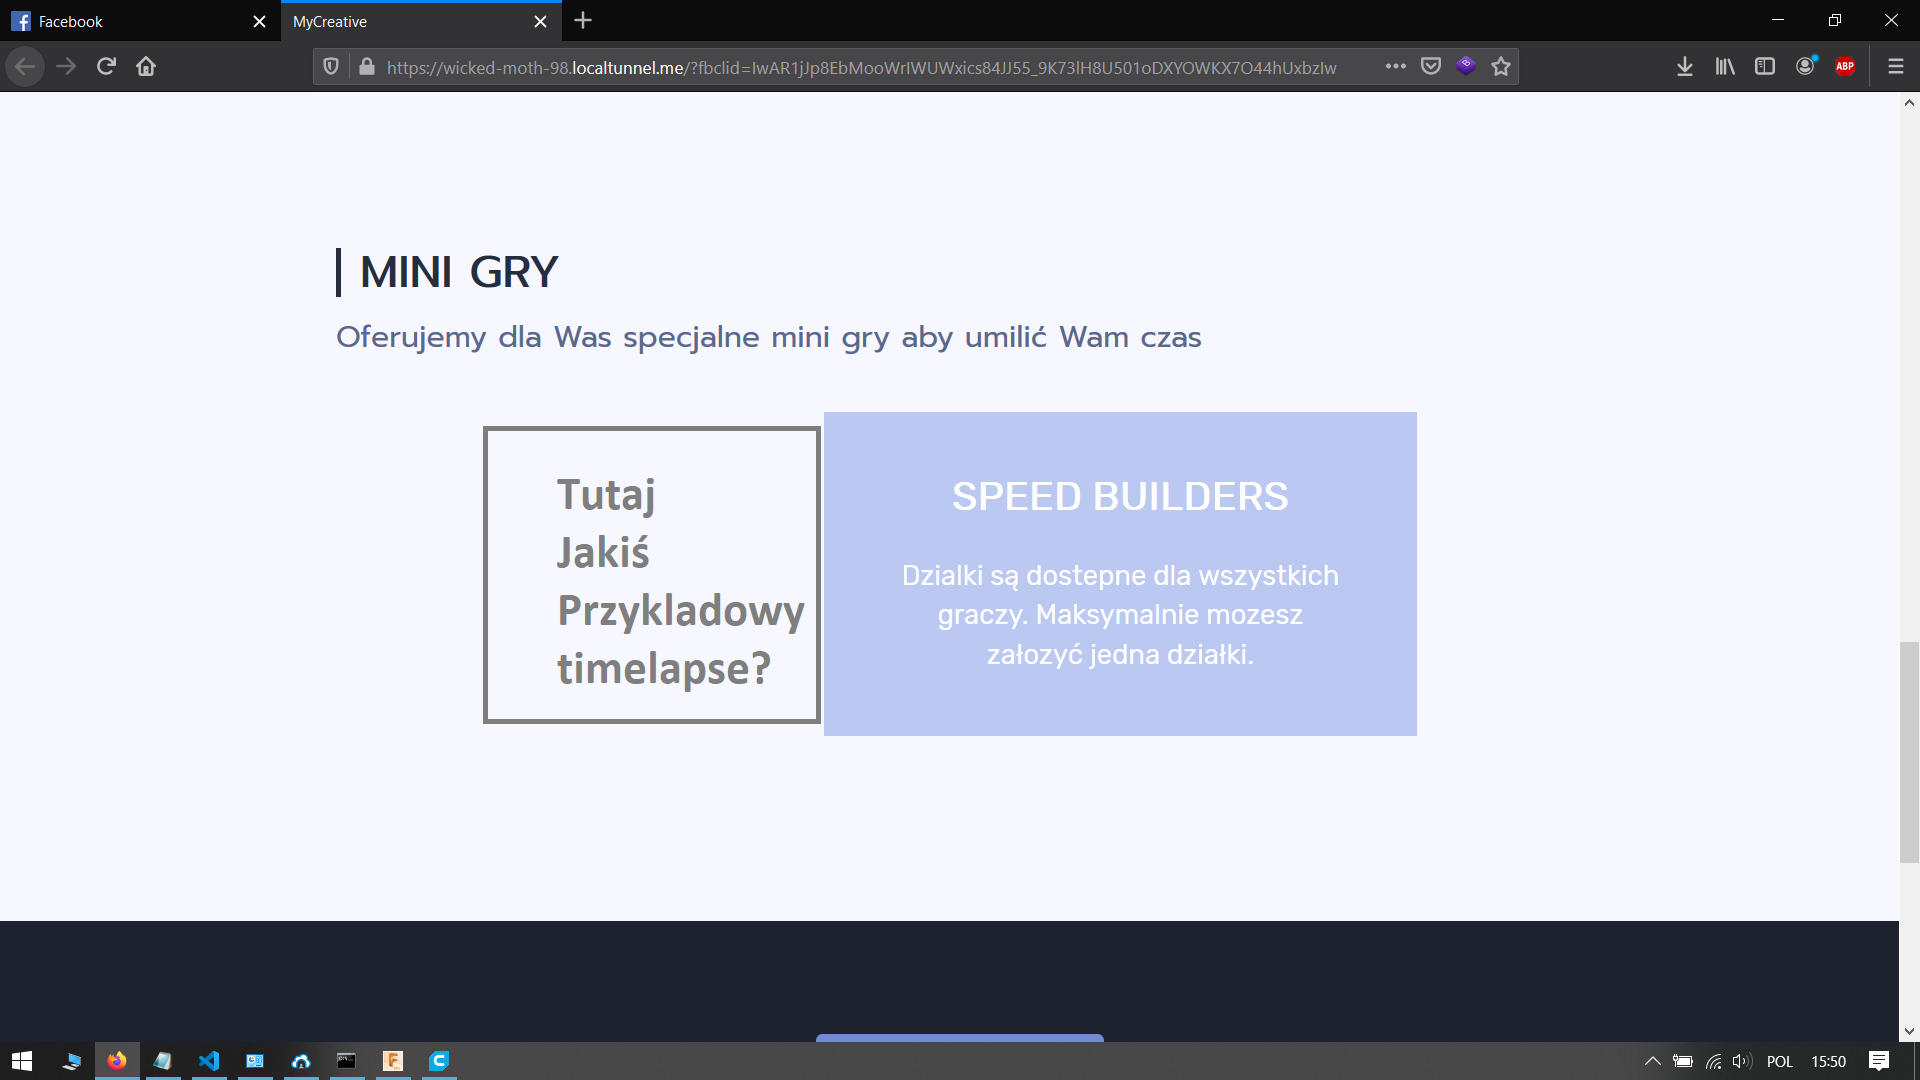 Facebook
MyCreative
https://wicked-moth-98.localtunnel.me/?fbclid=IwAR1jJp8EbMooWrIWUWxics84JJ55_9K73lH8U501oDXYOWKX7O44hUxbzIw
ABP
MINI GRY
Oferujemy dla Was specjalne mini gry aby umilić Wam czas
Tutaj
Jakiś
Przykladowy
timelapse?
SPEED BUILDERS
Dzialki są dostepne dla wszystkich
graczy. Maksymalnie mozesz
załozyć jedna działki.
POL
15:50